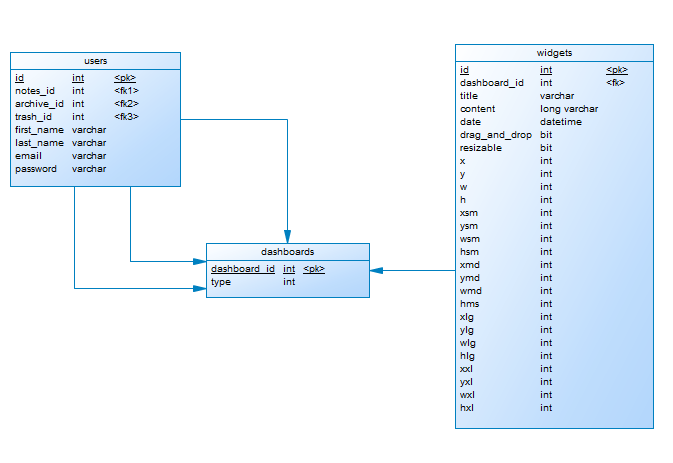 users
id int <pk>
notes_id int <fk1>
archive_id int <fk2>
trash_id int <fk3>
first_name varchar
last_name varchar
email varchar
password varchar
dashboards
dashboard_id int <pk>
type int
widgets
id int <pk>
dashboard_id int <fk>
title varchar
content long varchar
date datetime
drag_and_drop bit
resizable bit
x int
y int
w int
h int
xsm int
ysm int
wsm int
hsm int
xmd int
ymd int
wmd int
hms int
xlg int
ylg int
wlg int
hlg int
xxl int
yxl int
wxl int
hxl int